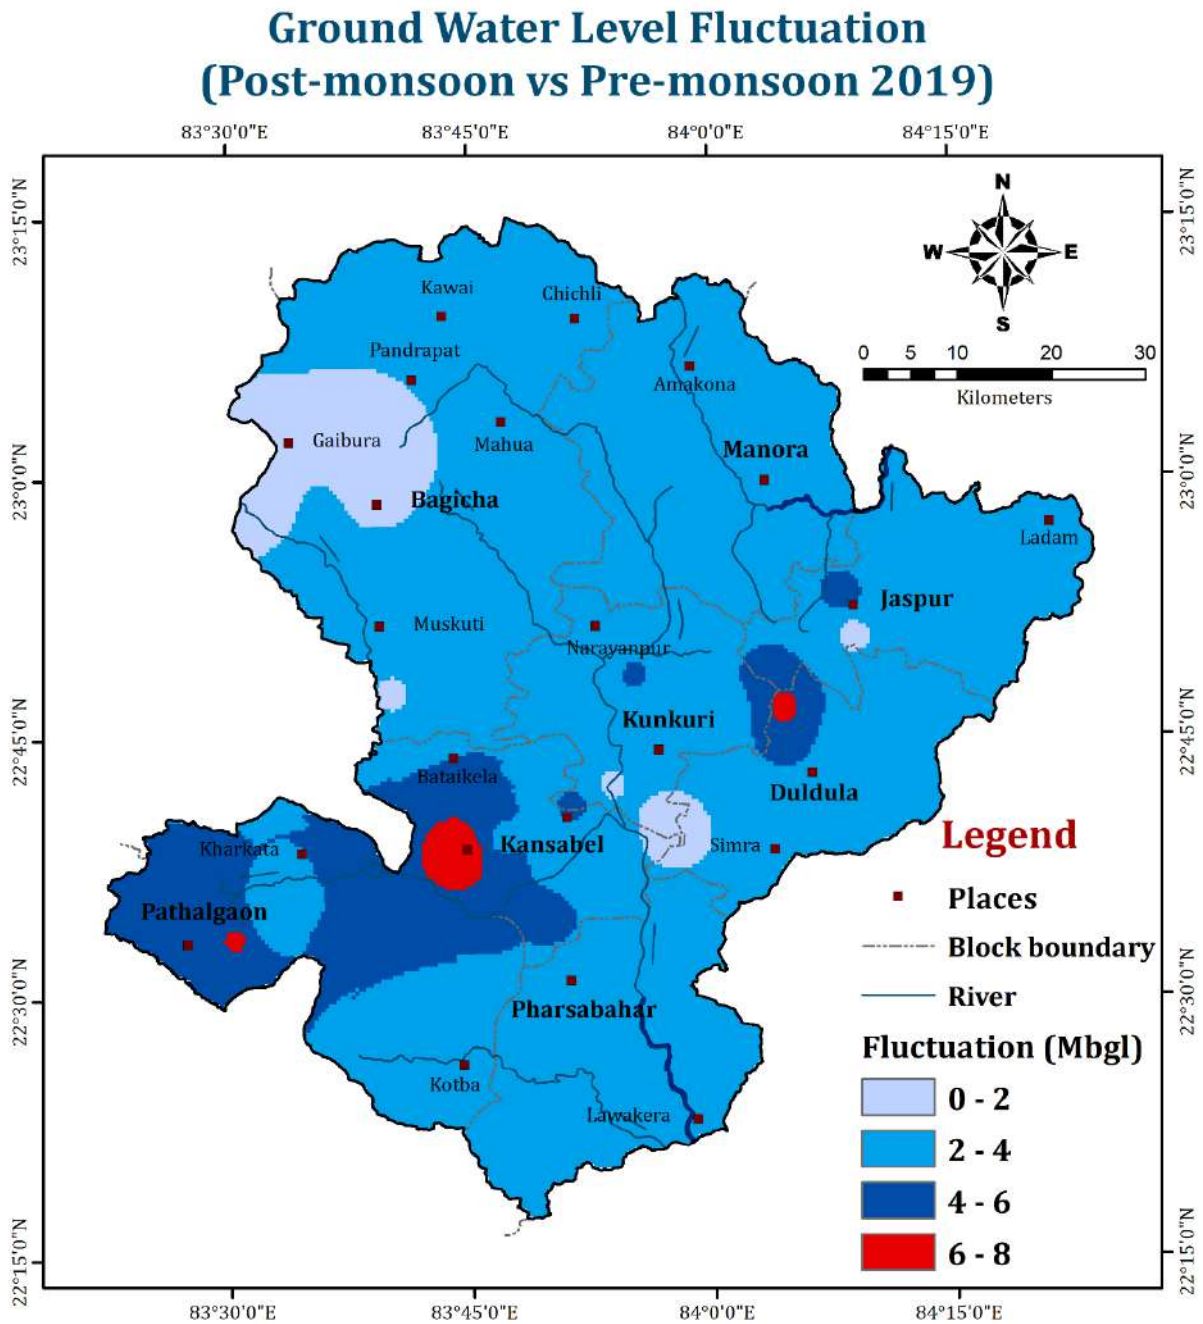 Ground Water Level Fluctuation
(Post-monsoon vs Pre-monsoon 2019)
83°30'0"E 83°45'0"E 84°0'0"E 84°15'0"E
23°15'0"N
23°15'0"N
N
W E
S
Kawai
Chichli
Pandrapat
Amakona
0 5 10 20 30
Kilometers
Gaibura
Mahua
Manora
23°0'0"N
23°0'0"N
Bagicha
Ladam
Jaspur
Muskuti
Narayanpur
Kunkuri
22°45'0"N
22°45'0"N
Bataikela
Duldula
Kansabel
Simra
Kharkata
Pathalgaon
22°30'0"N
22°30'0"N
Pharsabahar
Kotba
Lawakera
Legend
Places
Block boundary
River
Fluctuation (Mbgl)
0 - 2
2 - 4
4 - 6
6 - 8
22°15'0"N
22°15'0"N
83°30'0"E 83°45'0"E 84°0'0"E 84°15'0"E